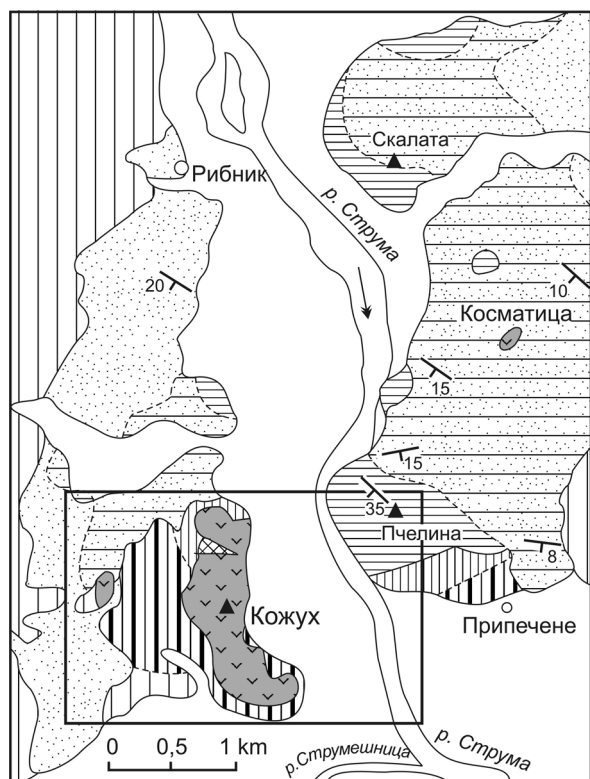 Скалата
Рибник
р. Струма
20
10
Косматица
15
15
35
Пчелина
8
Кожух
Припечене
0 0,5 1 km
р.Струмешница
р. Струма